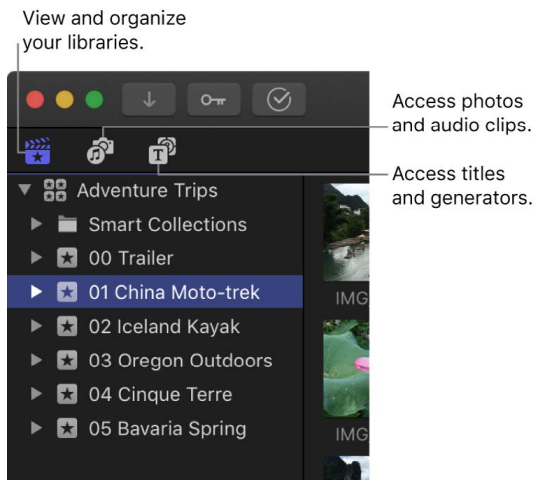 View and organize
your libraries.
Access photos
and audio clips.
Access titles
and generators.
T
Adventure Trips
Smart Collections
00 Trailer
01 China Moto-trek
02 Iceland Kayak
03 Oregon Outdoors
04 Cinque Terre
05 Bavaria Spring
IMG
IMG